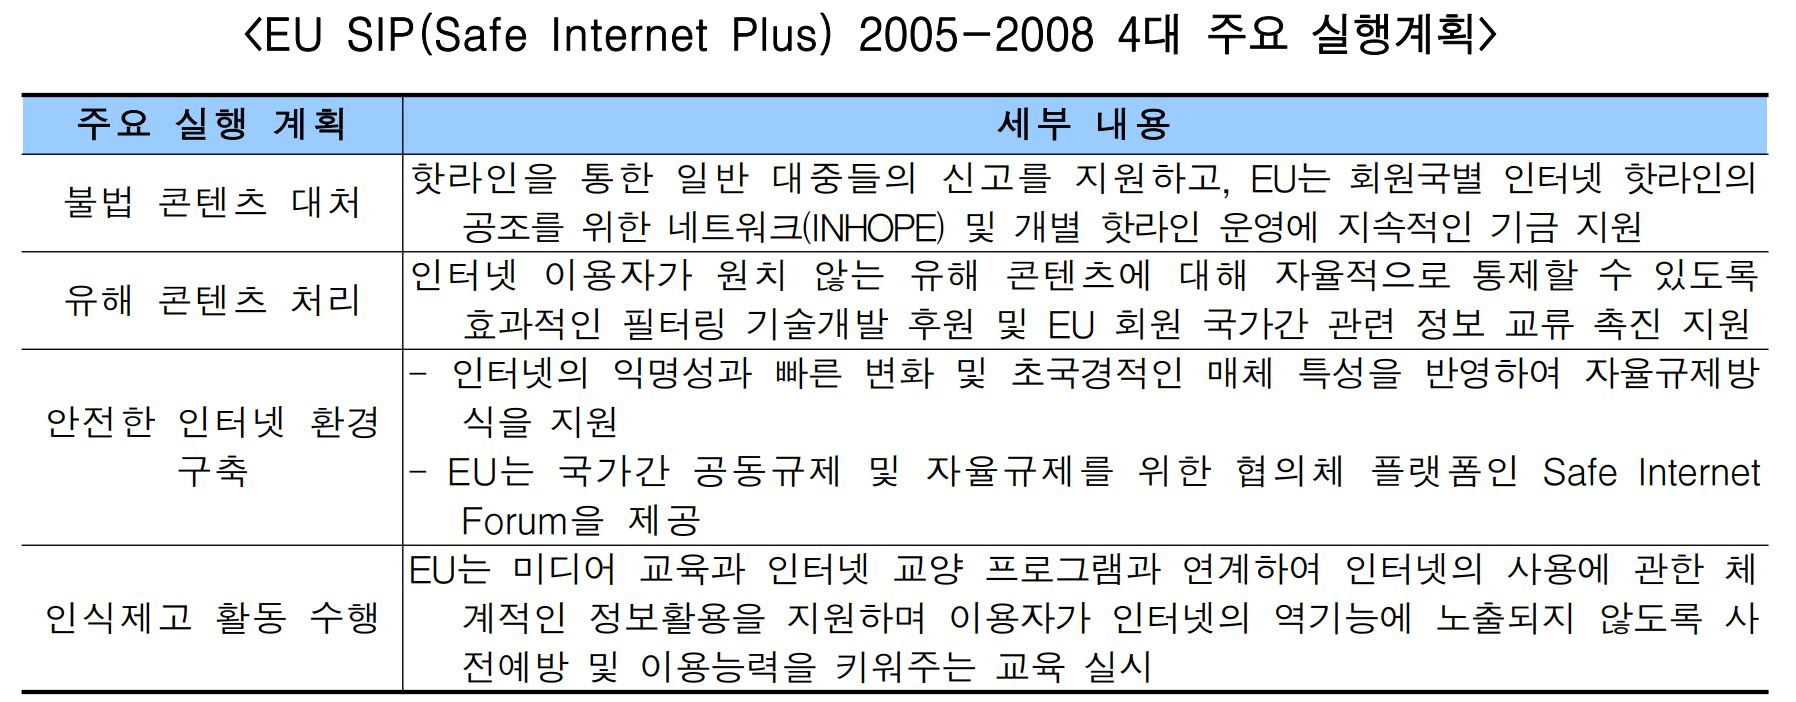 <EU SIP(Safe Internet Plus) 2005-2008 4대 주요 실행계획>
주요 실행 계획
세부 내용
불법 콘텐츠 대처
핫라인을 통한 일반 대중들의 신고를 지원하고, EU는 회원국별 인터넷 핫라인의
공조를 위한 네트워크(INHOPE) 및 개별 핫라인 운영에 지속적인 기금 지원
유해 콘텐츠 처리
인터넷 이용자가 원치 않는 유해 콘텐츠에 대해 자율적으로 통제할 수 있도록
효과적인 필터링 기술개발 후원 및 EU 회원 국가간 관련 정보 교류 촉진 지원
안전한 인터넷 환경
구축
- 인터넷의 익명성과 빠른 변화 및 초국경적인 매체 특성을 반영하여 자율규제방
식을 지원
- EU는 국가간 공동규제 및 자율규제를 위한 협의체 플랫폼인 Safe Internet
Forum을 제공
인식제고 활동 수행
EU는 미디어 교육과 인터넷 교양 프로그램과 연계하여 인터넷의 사용에 관한 체
계적인 정보활용을 지원하며 이용자가 인터넷의 역기능에 노출되지 않도록 사
전예방 및 이용능력을 키워주는 교육 실시